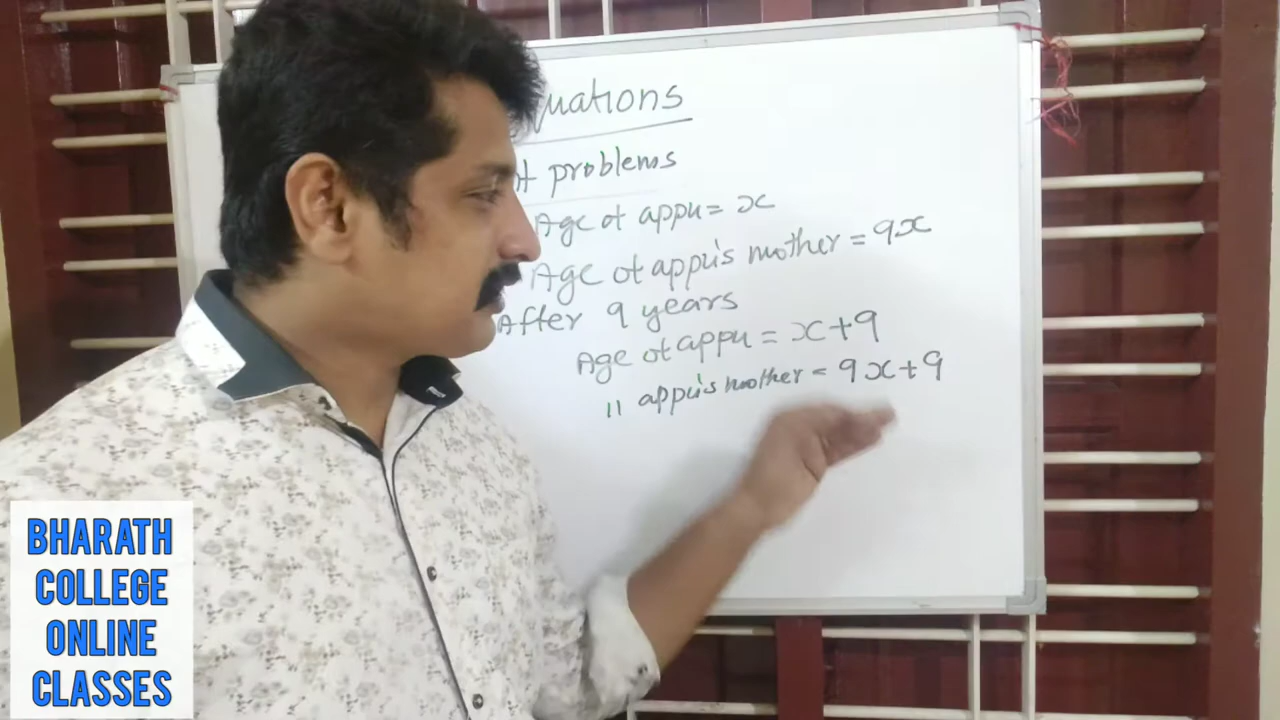 uations
t problems
Age of appu = x
Age of appu's mother = 9x
After 9 years
Age of appu = x+9
11 appu's mother = 9x+9
BHARATH
COLLEGE
ONLINE
CLASSES